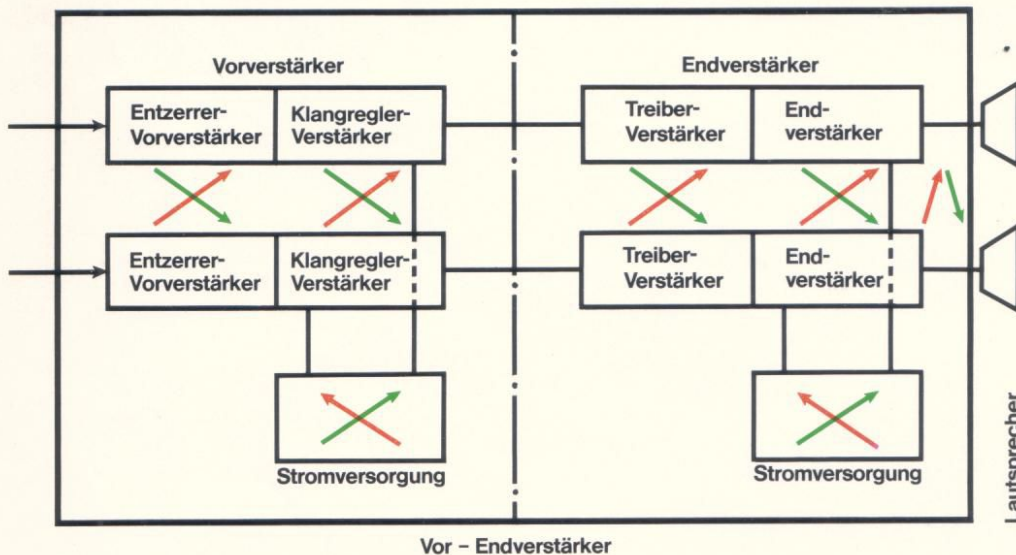 Vorverstärker
Endverstärker
Entzerrer-
Vorverstärker
Klangregler-
Verstärker
Treiber-
Verstärker
End-
verstärker
Entzerrer-
Vorverstärker
Klangregler-
Verstärker
Treiber-
Verstärker
End-
verstärker
Stromversorgung
Stromversorgung
Lautsprecher
Vor – Endverstärker